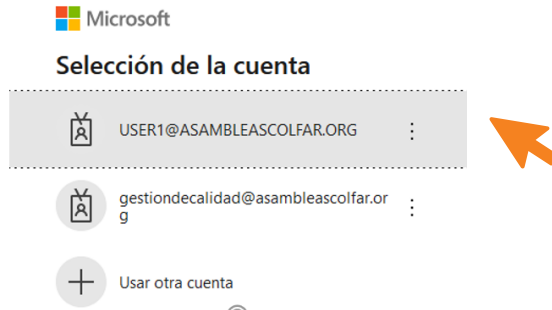 Microsoft
Selección de la cuenta
USER1@ASAMBLEASCOLFAR.ORG
gestiondecalidad@asambleascolfar.or
g
Usar otra cuenta